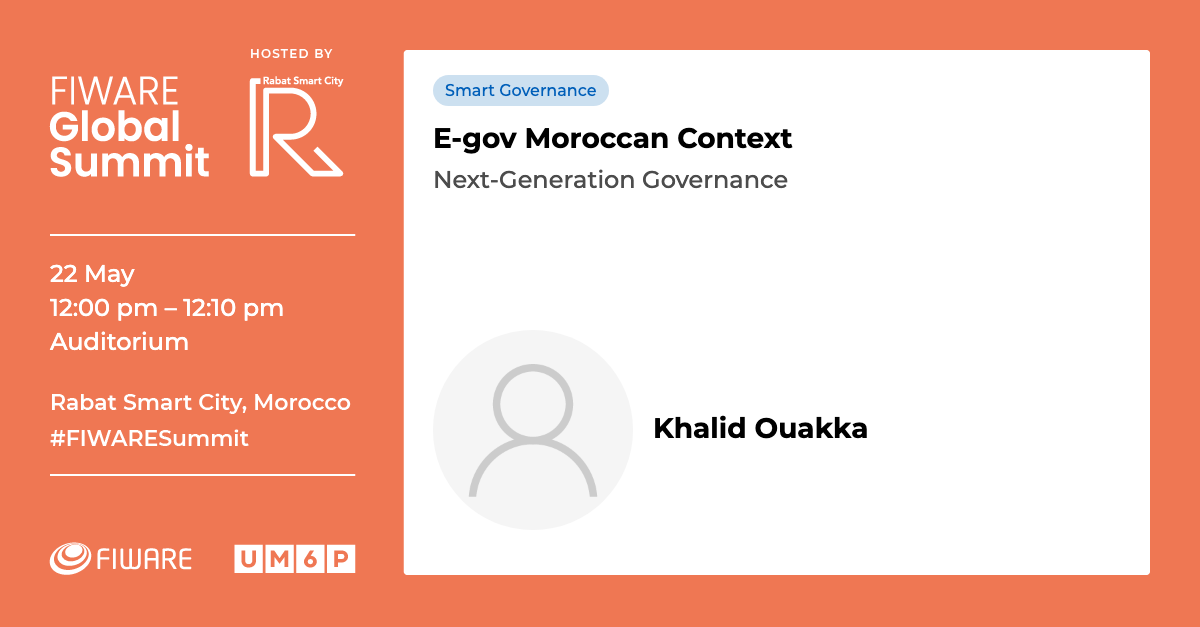 HOSTED BY
FIWARE
Global
Summit
Rabat Smart City
R
22 May
12:00 pm – 12:10 pm
Auditorium
Rabat Smart City, Morocco
#FIWARESummit
FIWARE
UM6P
Smart Governance
E-gov Moroccan Context
Next-Generation Governance
Khalid Ouakka